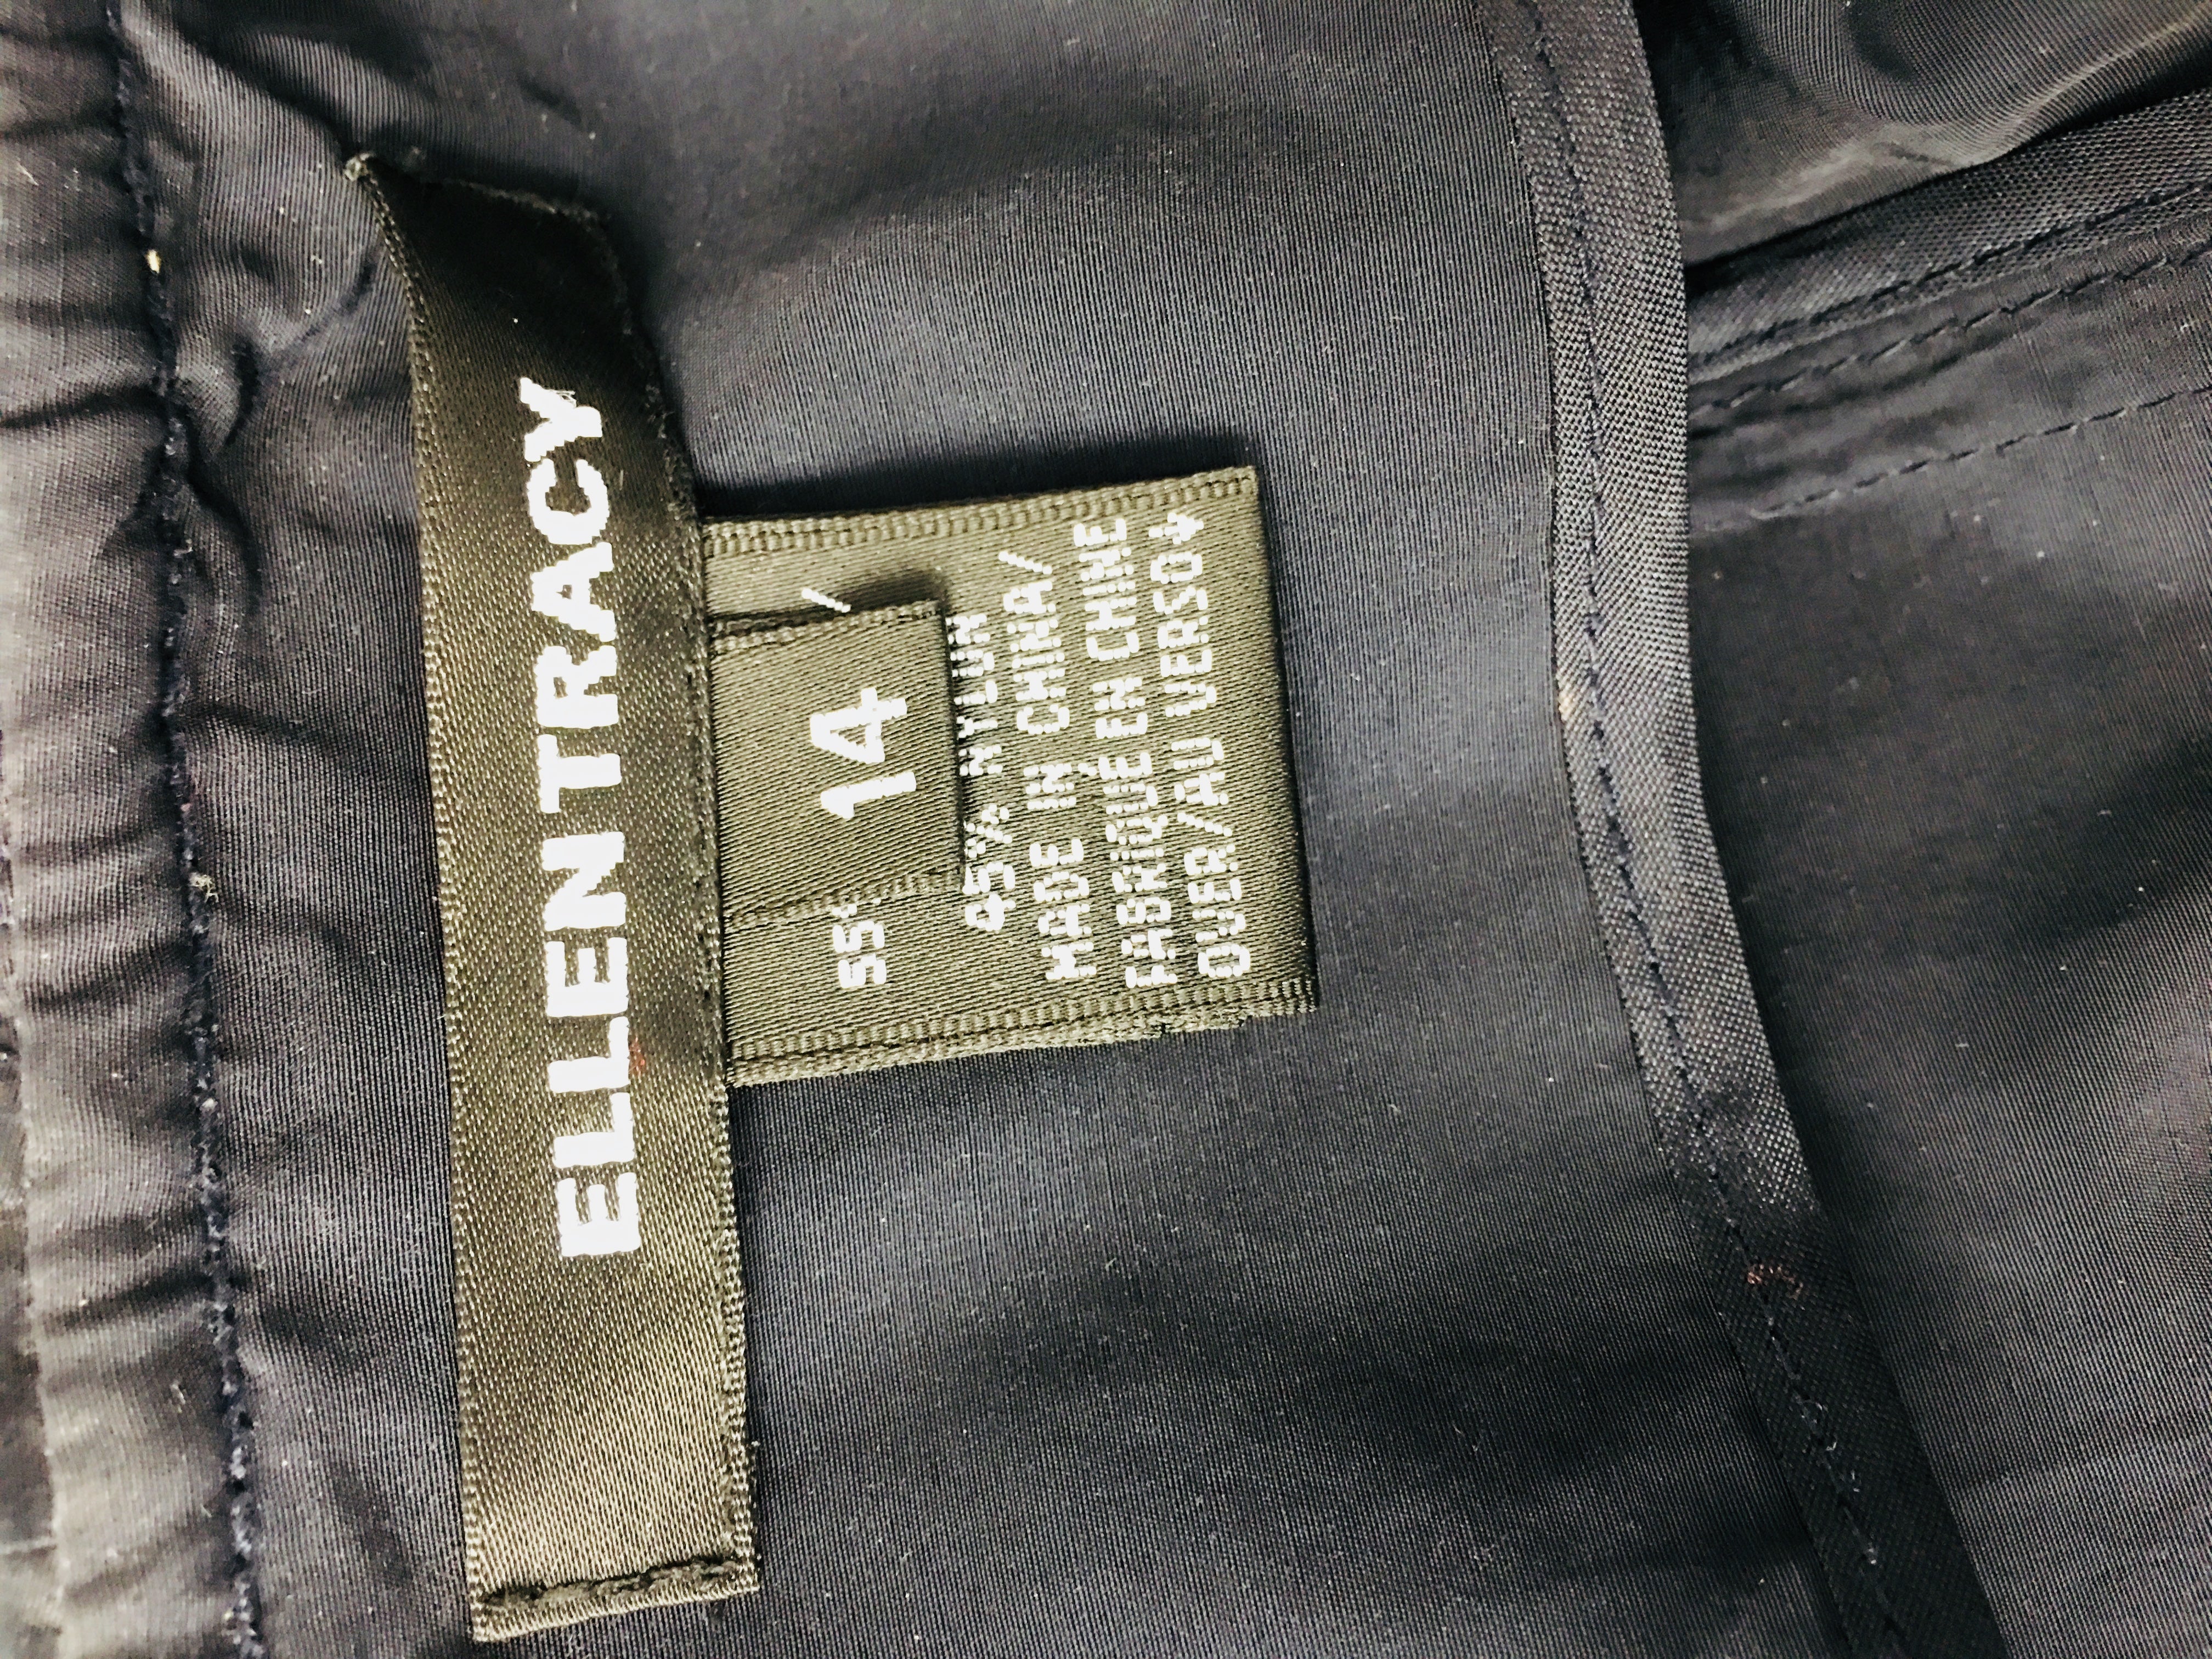 ELLEN TRACY
14
55
/
45% NYLON
MADE IN CHINA/
FABRIQUÉ EN CHINE
OVER/AU VERSO↓